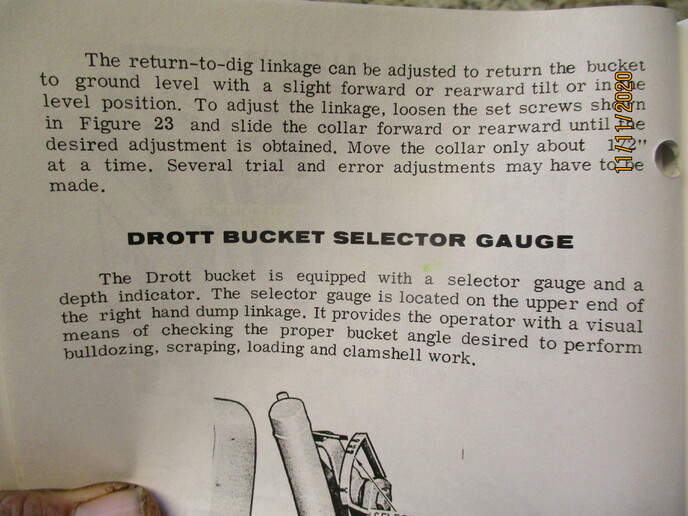 The return-to-dig linkage can be adjusted to return the bucket
to ground level with a slight forward or rearward tilt or in the
level position. To adjust the linkage, loosen the set screws shown
in Figure 23 and slide the collar forward or rearward until the
desired adjustment is obtained. Move the collar only about 1/2"
at a time. Several trial and error adjustments may have to be
made.
DROTT BUCKET SELECTOR GAUGE
The Drott bucket is equipped with a selector gauge and a
depth indicator. The selector gauge is located on the upper end of
the right hand dump linkage. It provides the operator with a visual
means of checking the proper bucket angle desired to perform
bulldozing, scraping, loading and clamshell work.
11/11/2020